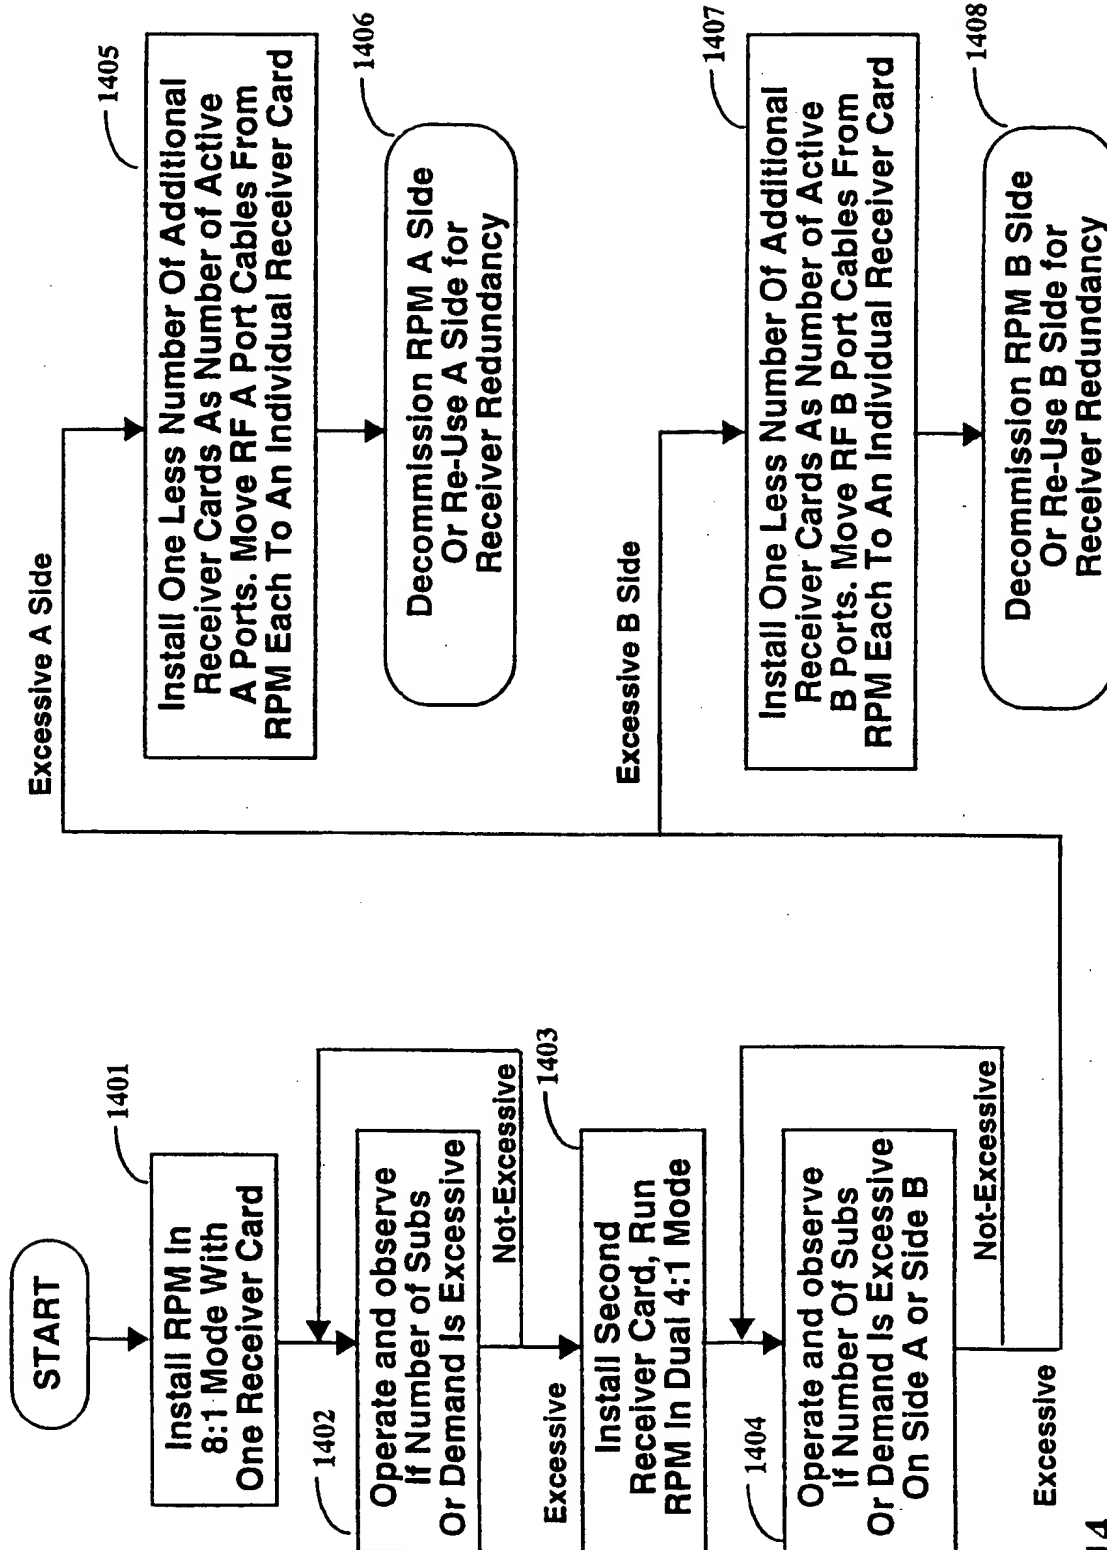 START
1401
Install RPM In
8:1 Mode With
One Receiver Card
1402
Operate and observe
If Number of Subs
Or Demand Is Excessive
Not-Excessive
Excessive
1403
Install Second
Receiver Card, Run
RPM In Dual 4:1 Mode
1404
Operate and observe
If Number Of Subs
Or Demand Is Excessive
On Side A or Side B
Not-Excessive
Excessive
Excessive A Side
1405
Install One Less Number Of Additional
Receiver Cards As Number of Active
A Ports. Move RF A Port Cables From
RPM Each To An Individual Receiver Card
1406
Decommission RPM A Side
Or Re-Use A Side for
Receiver Redundancy
Excessive B Side
1407
Install One Less Number Of Additional
Receiver Cards As Number of Active
B Ports. Move RF B Port Cables From
RPM Each To An Individual Receiver Card
1408
Decommission RPM B Side
Or Re-Use B Side for
Receiver Redundancy
14